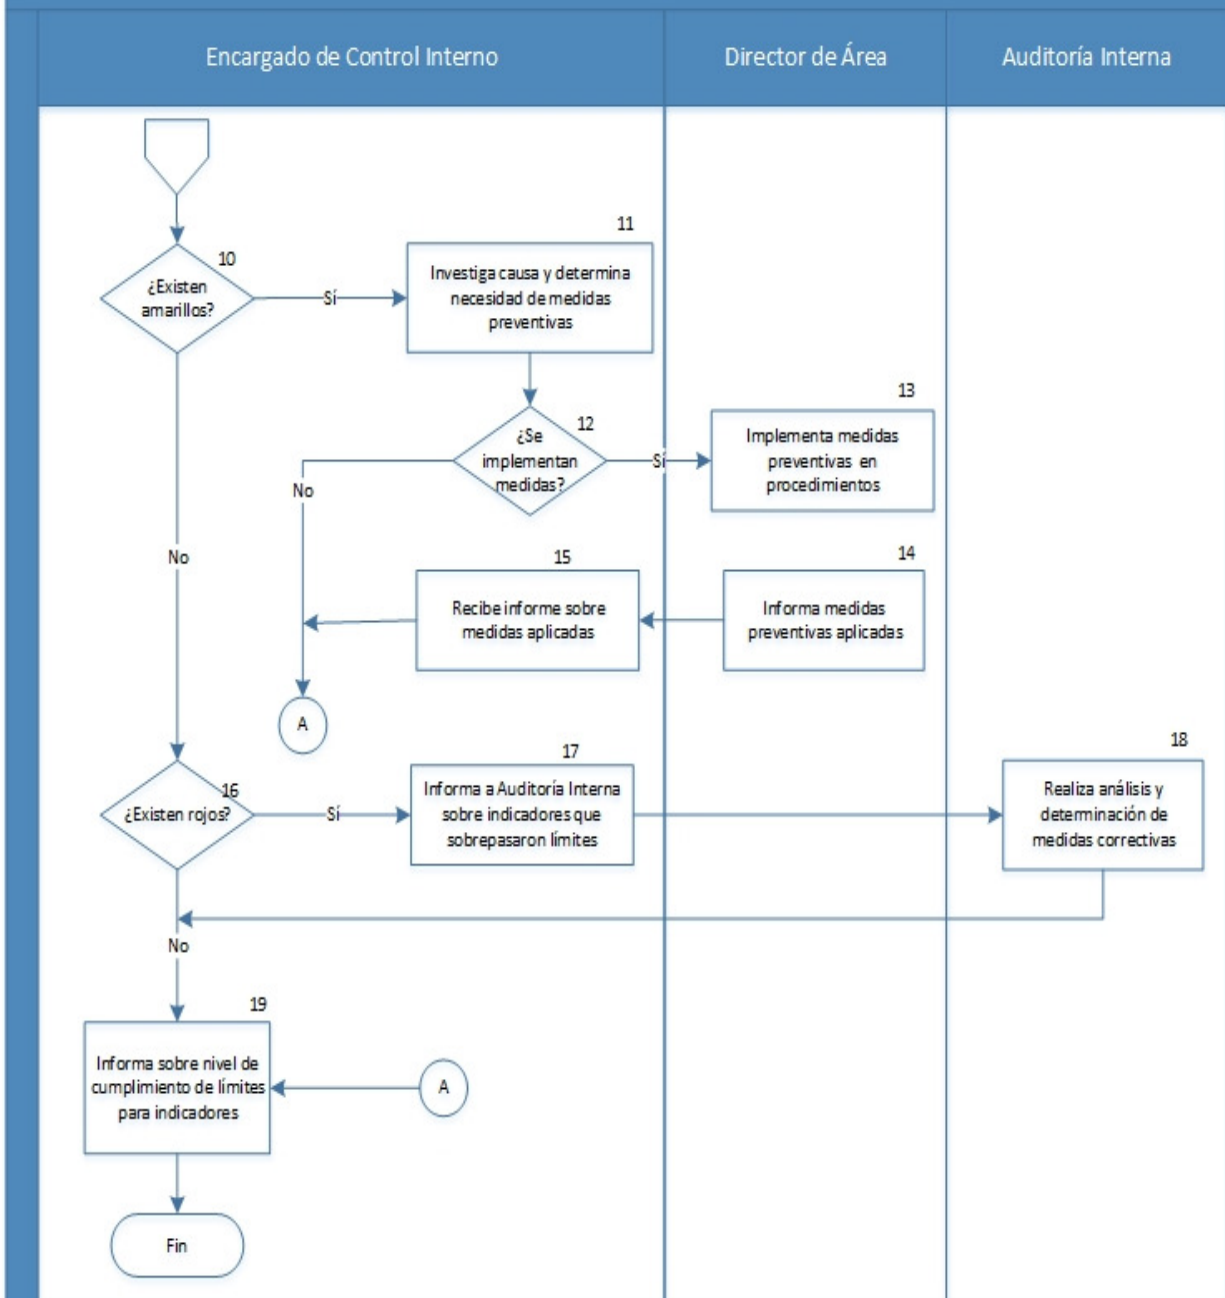 Encargado de Control Interno
Director de Área
Auditoría Interna
10
¿Existen
amarillos?
Sí
11
Investiga causa y determina
necesidad de medidas
preventivas
12
¿Se
implementan
medidas?
Sí
13
Implementa medidas
preventivas en
procedimientos
No
No
15
Recibe informe sobre
medidas aplicadas
14
Informa medidas
preventivas aplicadas
A
16
¿Existen rojos?
Sí
17
Informa a Auditoría Interna
sobre indicadores que
sobrepasaron límites
18
Realiza análisis y
determinación de
medidas correctivas
No
19
Informa sobre nivel de
cumplimiento de límites
para indicadores
A
Fin